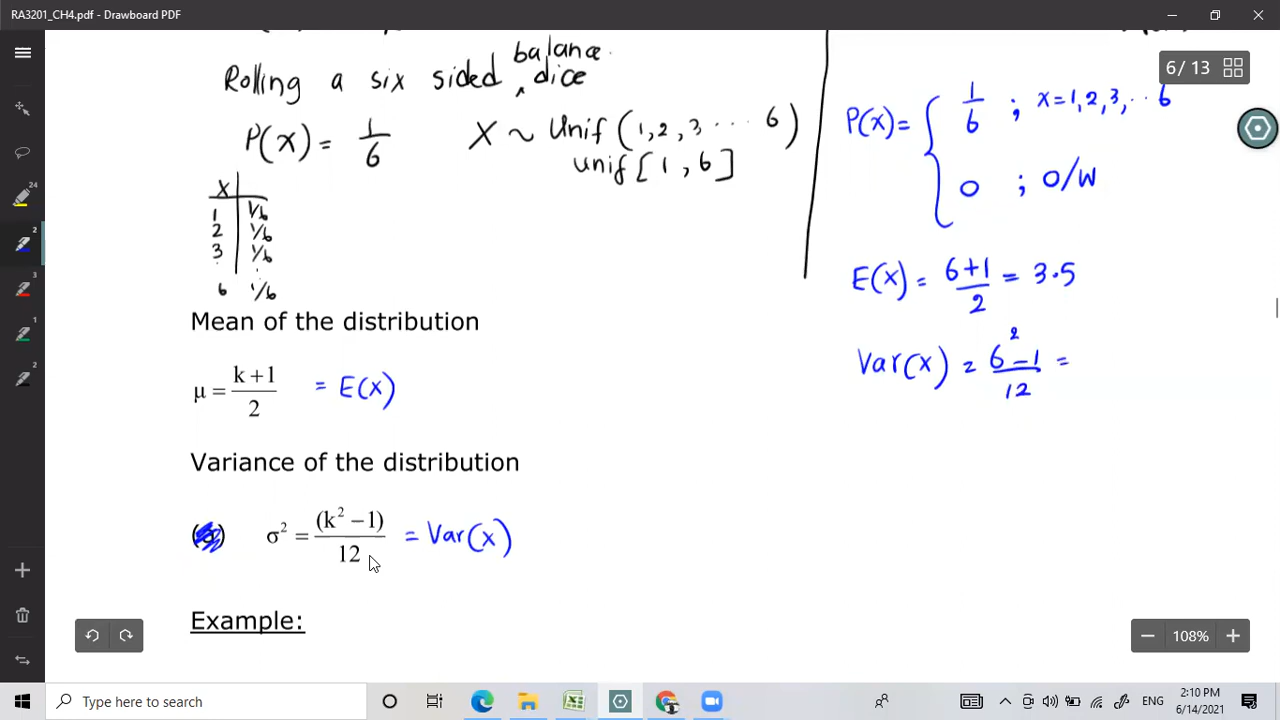 RA3201_CH4.pdf - Drawboard PDF
6 / 13
balance
Rolling a six sided ^ dice
P(x) = 1/6
X ~ Unif (1, 2, 3 ... 6)
unif [1, 6]
X
1 1/6
2 1/6
3 1/6
6 1/6
P(x) = { 1/6 ; x = 1, 2, 3, .. 6
0 ; O/W
E(x) = 6+1/2 = 3.5
Var(x) = 6² - 1/12 =
Mean of the distribution
μ = k+1/2 = E(x)
Variance of the distribution
σ² = (k² − 1)/12 = Var(x)
Example:
108%
Type here to search
ENG
2:10 PM
6/14/2021